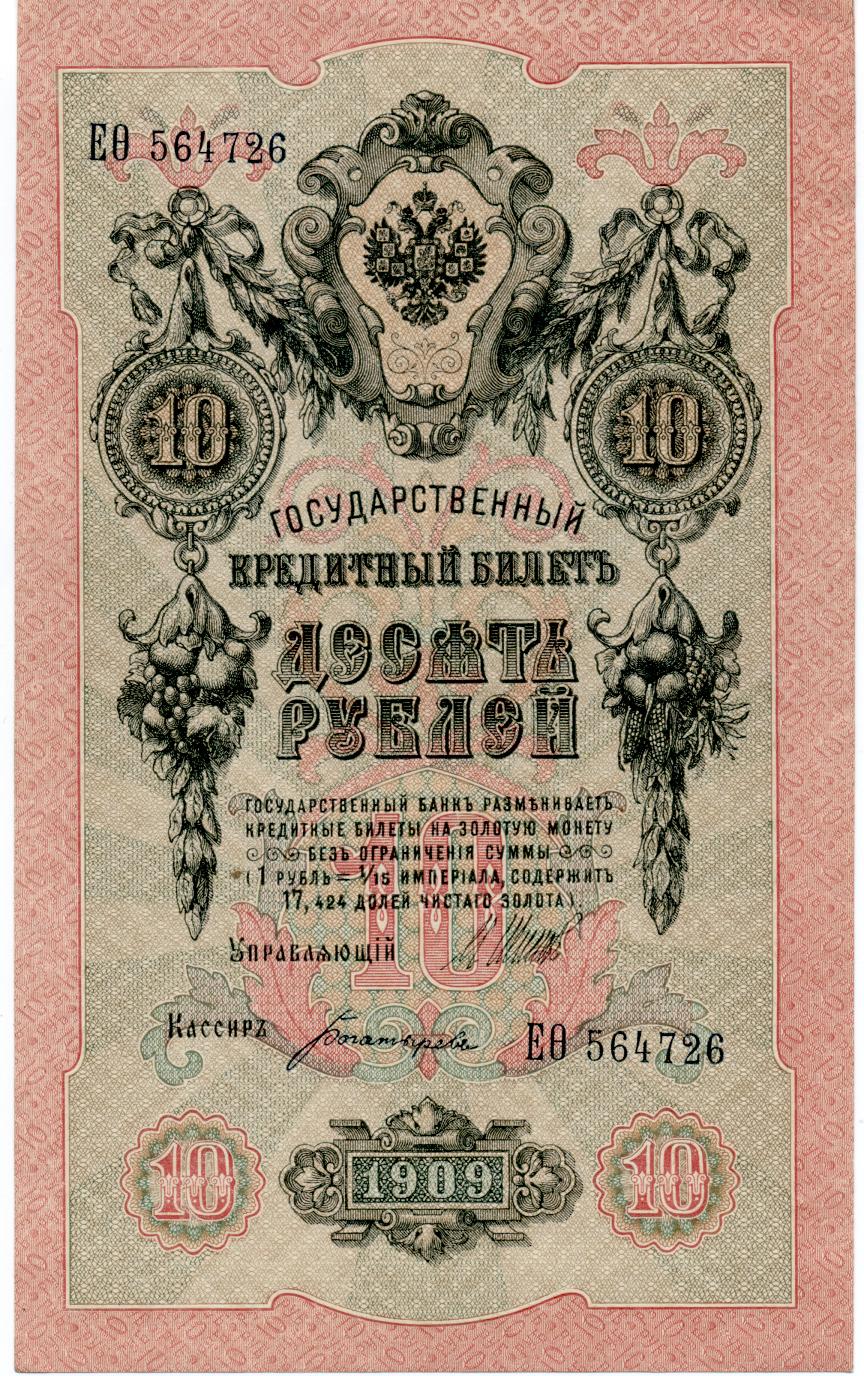 ЕѲ 564726
10 10
ГОСУДАРСТВЕННЫЙ
КРЕДИТНЫЙ БИЛЕТЪ
ДЕСЯТЬ
РУБЛЕЙ
ГОСУДАРСТВЕННЫЙ БАНКЪ РАЗМѢНИВАЕТЪ
КРЕДИТНЫЕ БИЛЕТЫ НА ЗОЛОТУЮ МОНЕТУ
БЕЗЪ ОГРАНИЧЕНІЯ СУММЫ
(1 РУБЛЬ = 1/15 ИМПЕРІАЛА, СОДЕРЖИТЪ
17,424 ДОЛЕЙ ЧИСТАГО ЗОЛОТА).
10
УПРАВЛЯЮЩІЙ
КАССИРЪ Богатыревъ
ЕѲ 564726
10 1909 10